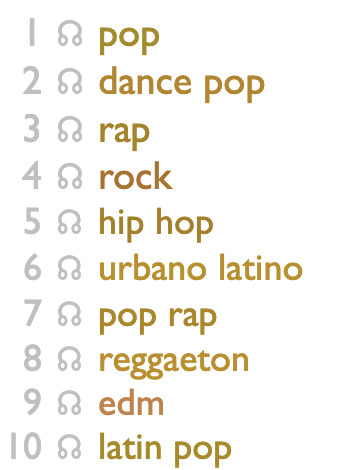 1 ☊ pop
2 ☊ dance pop
3 ☊ rap
4 ☊ rock
5 ☊ hip hop
6 ☊ urbano latino
7 ☊ pop rap
8 ☊ reggaeton
9 ☊ edm
10 ☊ latin pop